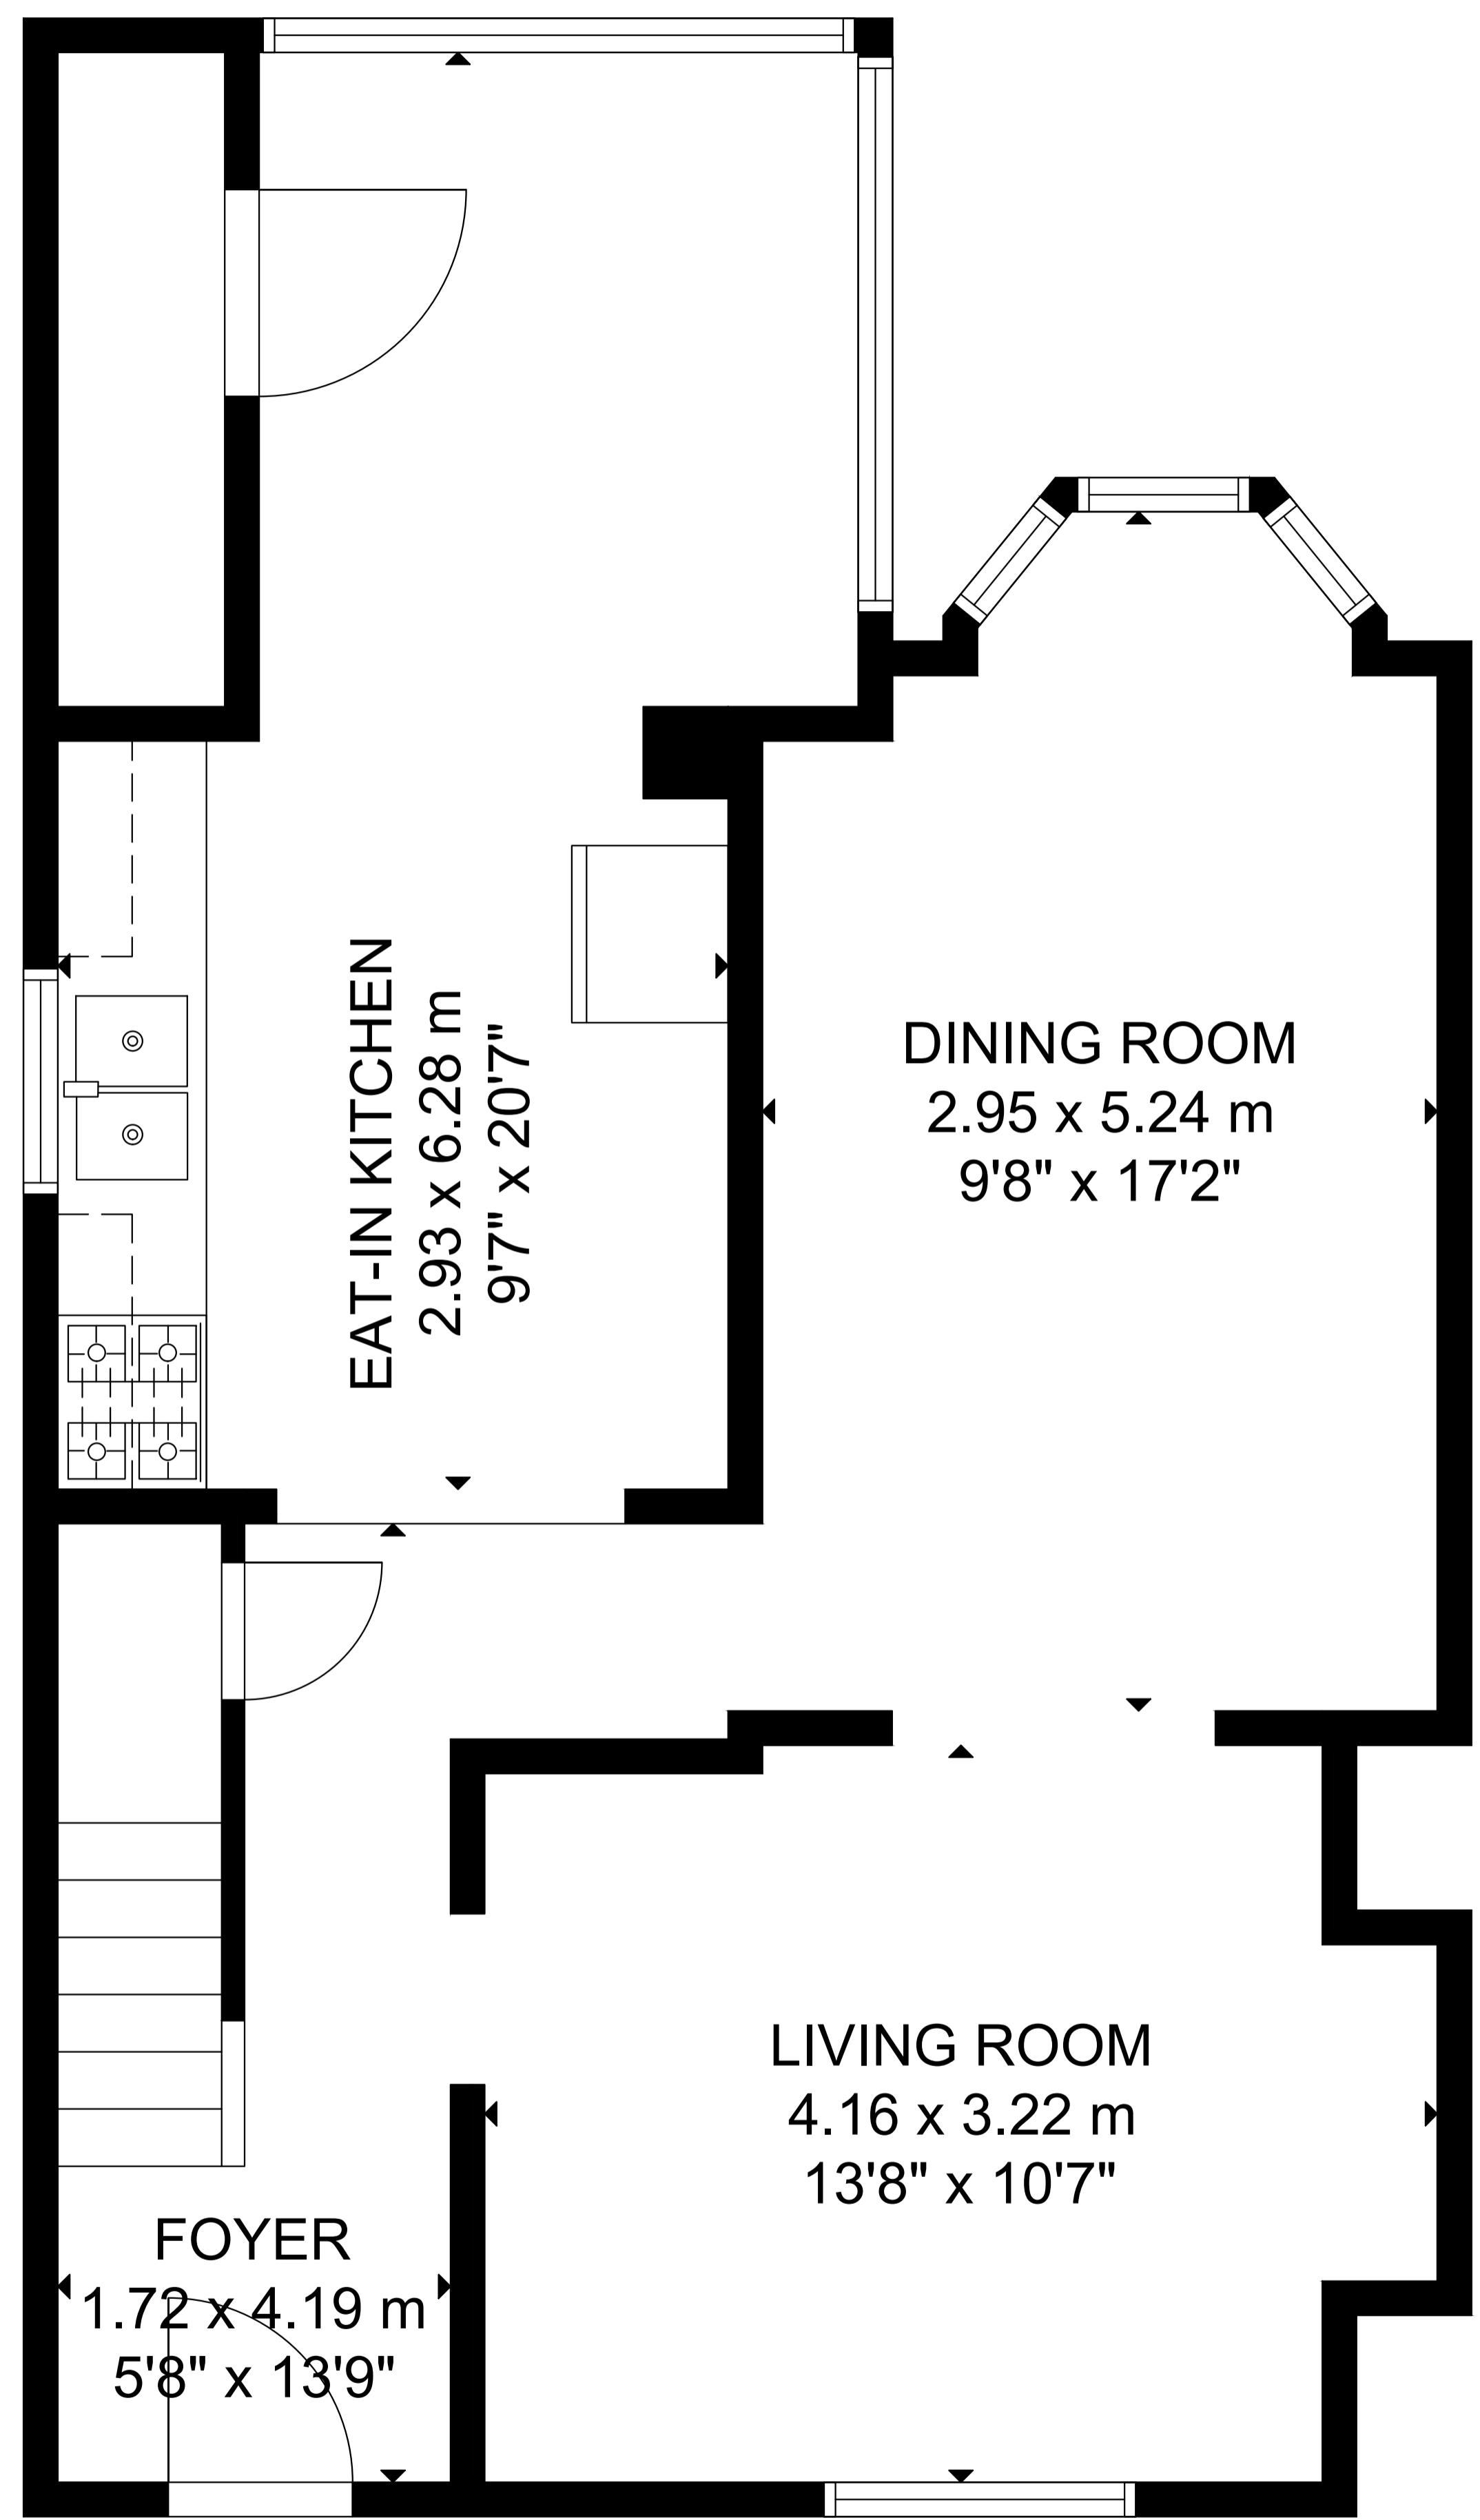 EAT-IN KITCHEN
2.93 x 6.28 m
9'7" x 20'7"
DINING ROOM
2.95 x 5.24 m
9'8" x 17'2"
LIVING ROOM
4.16 x 3.22 m
13'8" x 10'7"
FOYER
1.72 x 4.19 m
5'8" x 13'9"